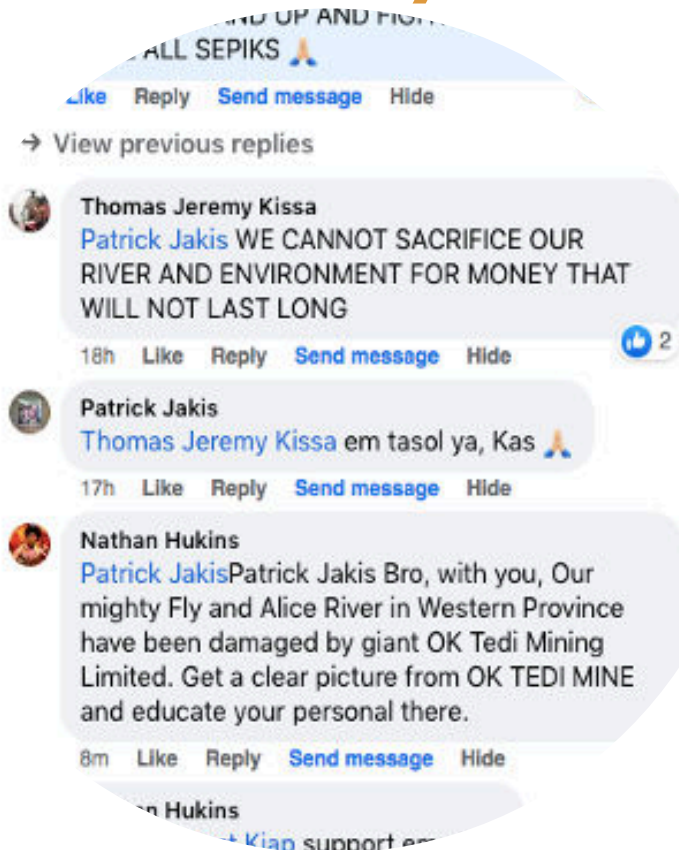 UP AND
ALL SEPIKS 🙏
Like Reply Send message Hide
→ View previous replies
Thomas Jeremy Kissa
Patrick Jakis WE CANNOT SACRIFICE OUR
RIVER AND ENVIRONMENT FOR MONEY THAT
WILL NOT LAST LONG
18h Like Reply Send message Hide 2
Patrick Jakis
Thomas Jeremy Kissa em tasol ya, Kas 🙏
17h Like Reply Send message Hide
Nathan Hukins
Patrick JakisPatrick Jakis Bro, with you, Our
mighty Fly and Alice River in Western Province
have been damaged by giant OK Tedi Mining
Limited. Get a clear picture from OK TEDI MINE
and educate your personal there.
8m Like Reply Send message Hide
Hukins
Kiap support